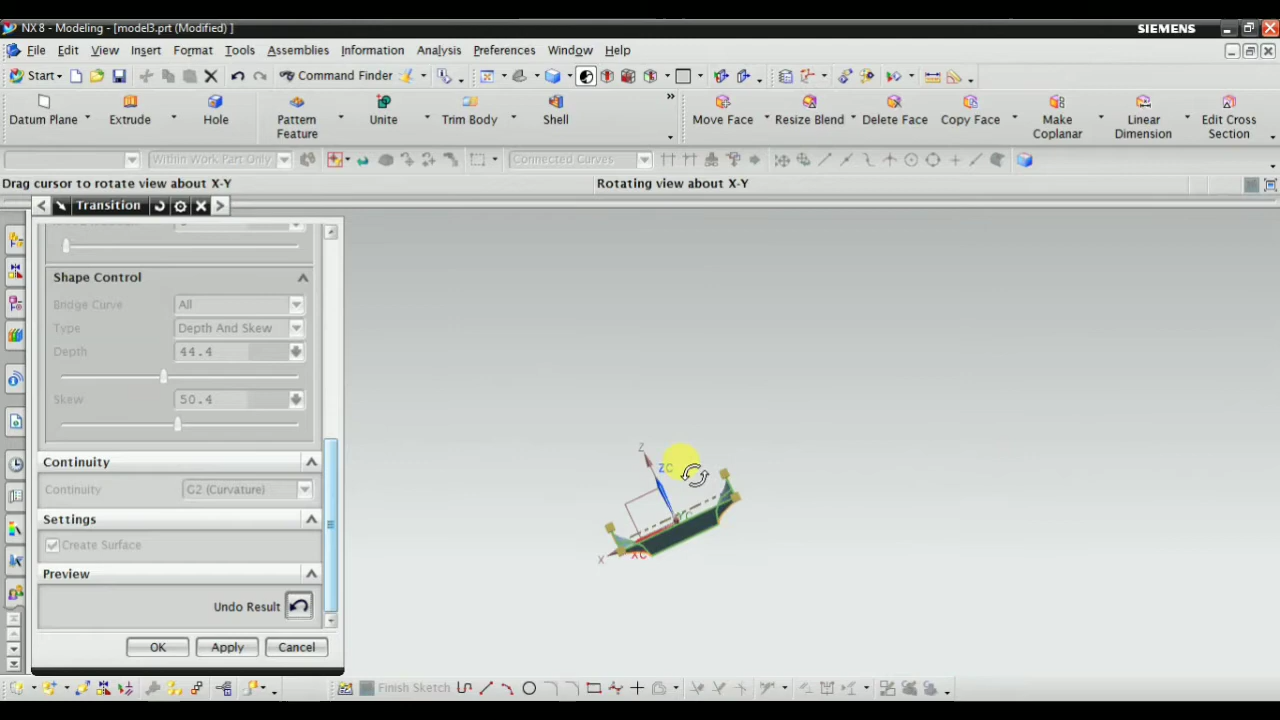 NX 8 - Modeling - [model3.prt (Modified) ]
SIEMENS
File Edit View Insert Format Tools Assemblies Information Analysis Preferences Window Help
Start Command Finder
Datum Plane Extrude Hole Pattern Feature Unite Trim Body Shell Move Face Resize Blend Delete Face Copy Face Make Coplanar Linear Dimension Edit Cross Section
Within Work Part Only Connected Curves
Drag cursor to rotate view about X-Y
Rotating view about X-Y
Transition
Shape Control
Bridge Curve All
Type Depth And Skew
Depth 44.4
Skew 50.4
Continuity
Continuity G2 (Curvature)
Settings
Create Surface
Preview
Undo Result
OK Apply Cancel
Z
ZC
X
XC
Finish Sketch